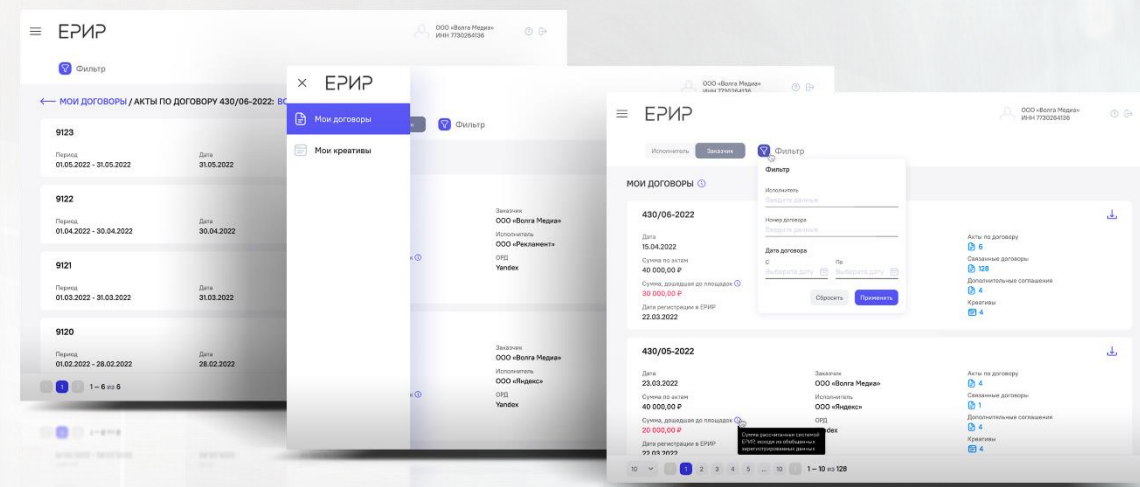 ЕРИР
ООО «Волга Медиа»
ИНН 7730264136
Фильтр
МОИ ДОГОВОРЫ / АКТЫ ПО ДОГОВОРУ 430/06-2022:
9123
Период
Дата
01.05.2022 - 31.05.2022
31.05.2022
9122
Период
Дата
01.04.2022 - 30.04.2022
30.04.2022
9121
Период
Дата
01.03.2022 - 31.03.2022
31.03.2022
9120
Период
Дата
01.02.2022 - 28.02.2022
28.02.2022
1 1 – 6 из 6
ЕРИР
ООО «Волга Медиа»
Мои договоры
Мои креативы
Фильтр
Заказчик
ООО «Волга Медиа»
Исполнитель
ООО «Рекламент»
ОРД
Yandex
Заказчик
ООО «Волга Медиа»
Исполнитель
ООО «Яндекс»
ОРД
Yandex
ЕРИР
ООО «Волга Медиа»
ИНН 7730264136
Исполнитель Заказчик Фильтр
МОИ ДОГОВОРЫ
Фильтр
Исполнитель
Введите данные
Номер договора
Введите данные
Дата договора
С По
Выберите дату Выберите дату
Сбросить Применить
430/06-2022
Дата
15.04.2022
Сумма по актам
40 000,00 ₽
Сумма, дошедшая до площадок
30 000,00 ₽
Дата регистрации в ЕРИР
22.03.2022
Акты по договору
6
Связанные договоры
128
Дополнительные соглашения
4
Креативы
4
430/05-2022
Дата
23.03.2022
Сумма по актам
40 000,00 ₽
Сумма, дошедшая до площадок
20 000,00 ₽
Дата регистрации в ЕРИР
22.03.2022
Заказчик
ООО «Волга Медиа»
Исполнитель
ООО «Яндекс»
ОРД
Сумма рассчитанная системой
ЕРИР, исходя из обобщенных
зарегистрированных данных
Акты по договору
4
Связанные договоры
1
Дополнительные соглашения
4
Креативы
4
10 1 2 3 4 5 ... 10 1 – 10 из 128